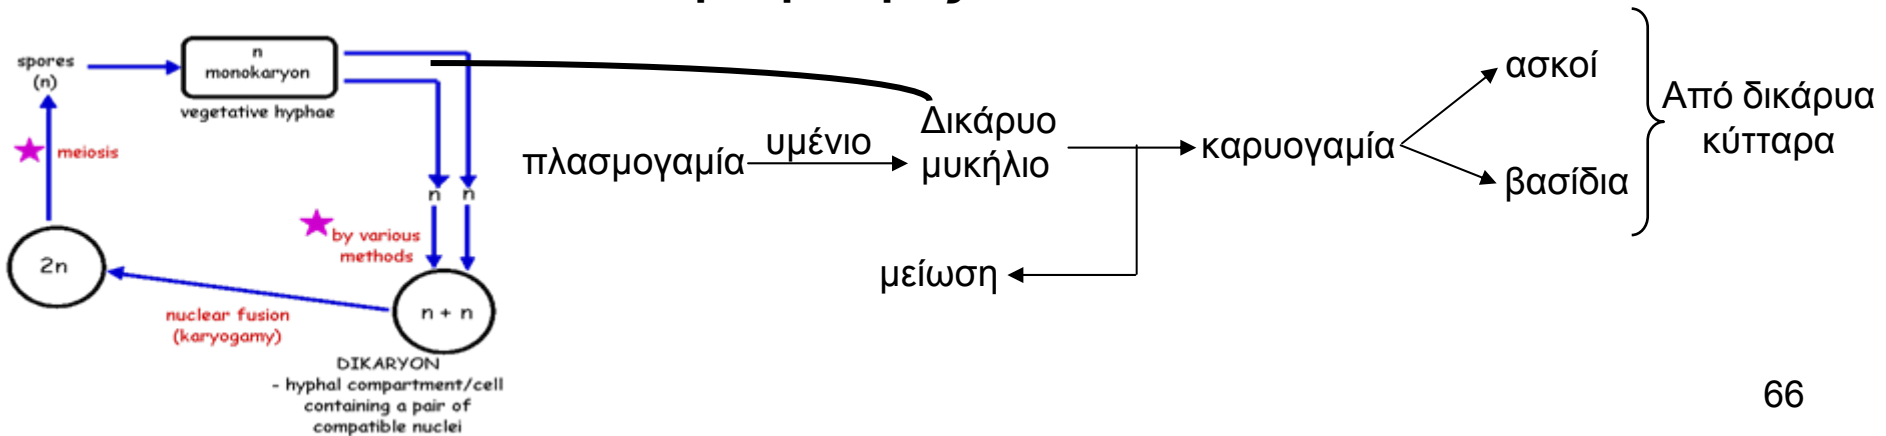 spores
(n)
n
monokaryon
vegetative hyphae
meiosis
n n
by various
methods
2n
n + n
nuclear fusion
(karyogamy)
DIKARYON
- hyphal compartment/cell
containing a pair of
compatible nuclei
πλασμογαμία
υμένιο
Δικάρυο
μυκήλιο
μείωση
καρυογαμία
ασκοί
βασίδια
Από δικάρυα
κύτταρα
66